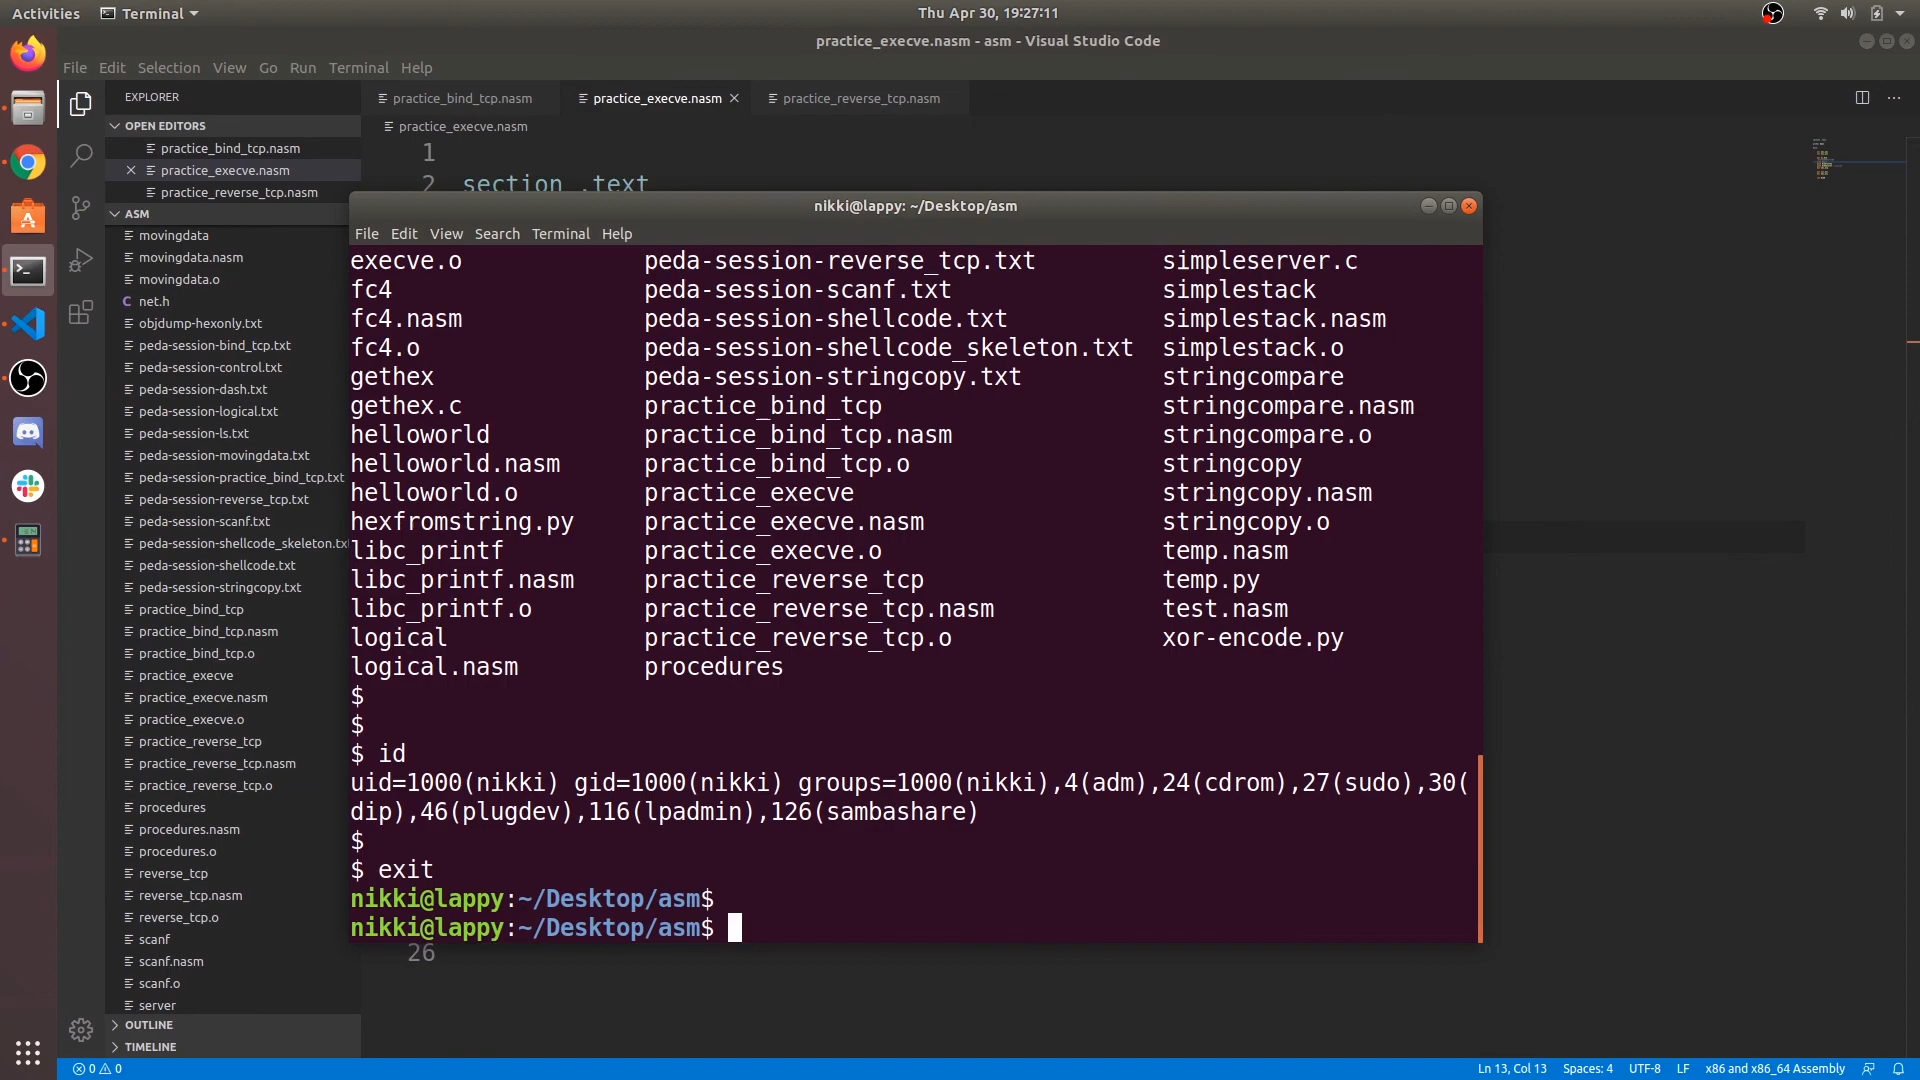 Activities Terminal Thu Apr 30, 19:27:11
practice_execve.nasm - asm - Visual Studio Code
File Edit Selection View Go Run Terminal Help
EXPLORER
OPEN EDITORS
practice_bind_tcp.nasm
practice_execve.nasm
practice_reverse_tcp.nasm
ASM
movingdata
movingdata.nasm
movingdata.o
C net.h
objdump-hexonly.txt
peda-session-bind_tcp.txt
peda-session-control.txt
peda-session-dash.txt
peda-session-logical.txt
peda-session-ls.txt
peda-session-movingdata.txt
peda-session-practice_bind_tcp.txt
peda-session-reverse_tcp.txt
peda-session-scanf.txt
peda-session-shellcode_skeleton.txt
peda-session-shellcode.txt
peda-session-stringcopy.txt
practice_bind_tcp
practice_bind_tcp.nasm
practice_bind_tcp.o
practice_execve
practice_execve.nasm
practice_execve.o
practice_reverse_tcp
practice_reverse_tcp.nasm
practice_reverse_tcp.o
procedures
procedures.nasm
procedures.o
reverse_tcp
reverse_tcp.nasm
reverse_tcp.o
scanf
scanf.nasm
scanf.o
server
OUTLINE
TIMELINE
practice_bind_tcp.nasm practice_execve.nasm practice_reverse_tcp.nasm
practice_execve.nasm
1
2 section .text
nikki@lappy: ~/Desktop/asm
File Edit View Search Terminal Help
execve.o peda-session-reverse_tcp.txt simpleserver.c
fc4 peda-session-scanf.txt simplestack
fc4.nasm peda-session-shellcode.txt simplestack.nasm
fc4.o peda-session-shellcode_skeleton.txt simplestack.o
gethex peda-session-stringcopy.txt stringcompare
gethex.c practice_bind_tcp stringcompare.nasm
helloworld practice_bind_tcp.nasm stringcompare.o
helloworld.nasm practice_bind_tcp.o stringcopy
helloworld.o practice_execve stringcopy.nasm
hexfromstring.py practice_execve.nasm stringcopy.o
libc_printf practice_execve.o temp.nasm
libc_printf.nasm practice_reverse_tcp temp.py
libc_printf.o practice_reverse_tcp.nasm test.nasm
logical practice_reverse_tcp.o xor-encode.py
logical.nasm procedures
$
$
$ id
uid=1000(nikki) gid=1000(nikki) groups=1000(nikki),4(adm),24(cdrom),27(sudo),30(
dip),46(plugdev),116(lpadmin),126(sambashare)
$
$ exit
nikki@lappy:~/Desktop/asm$
nikki@lappy:~/Desktop/asm$
26
0 0 Ln 13, Col 13 Spaces: 4 UTF-8 LF x86 and x86_64 Assembly